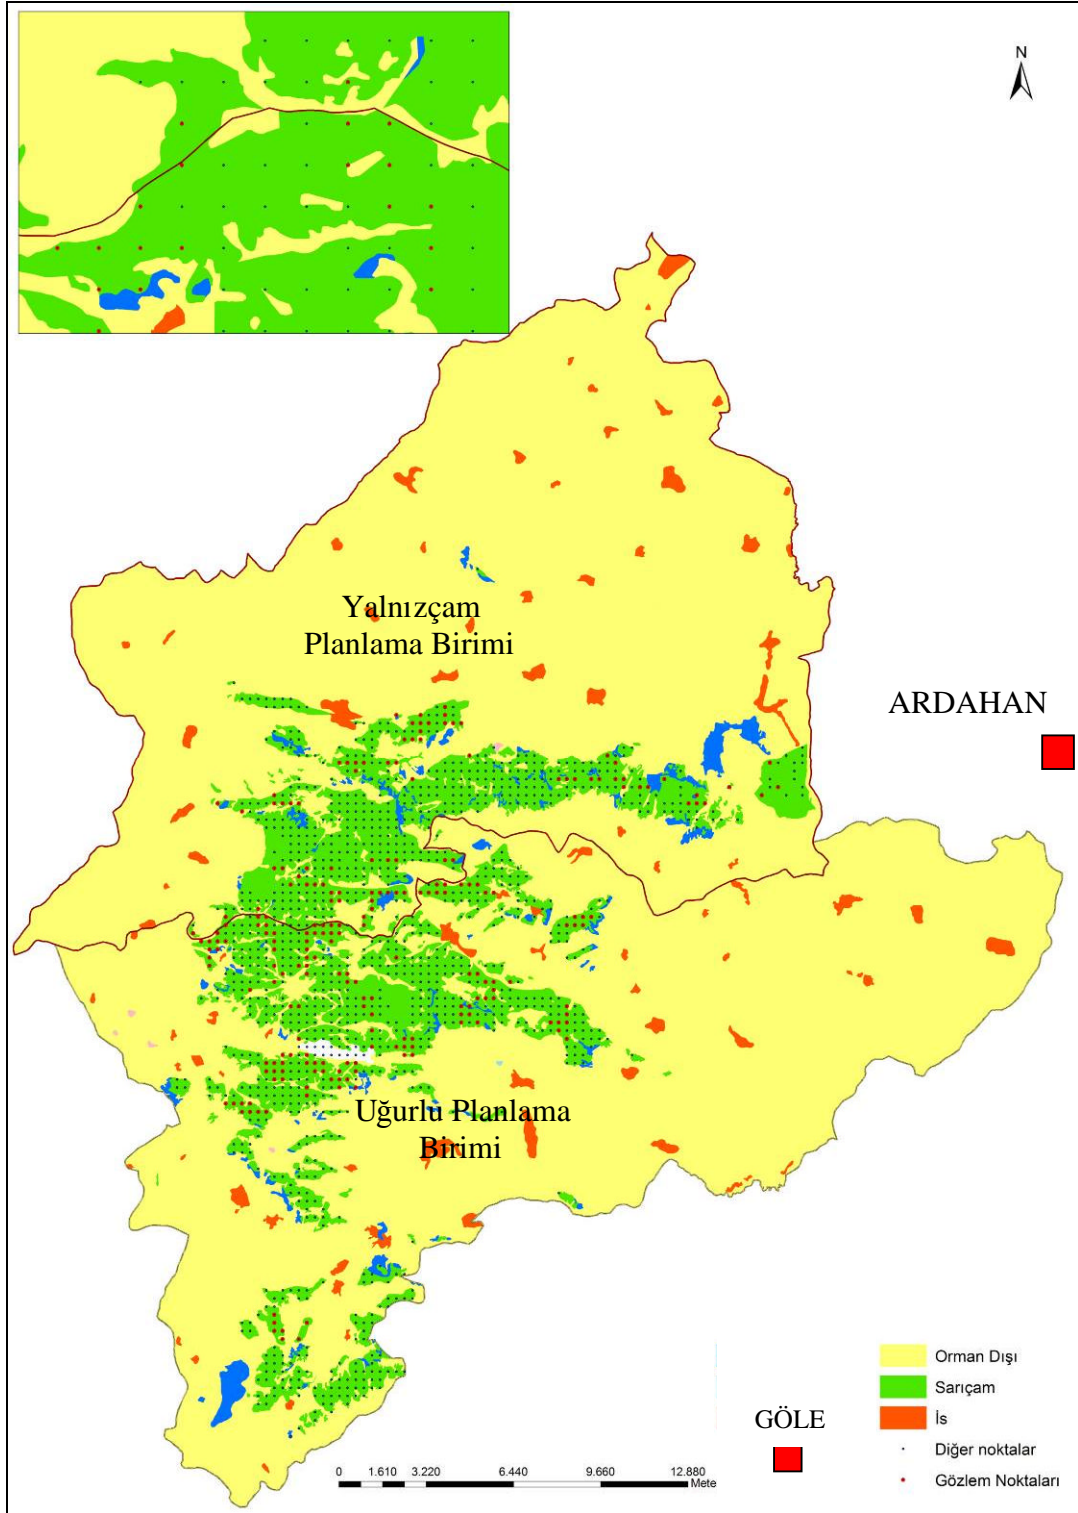 N
Yalnızçam
Planlama Birimi
ARDAHAN
Uğurlu Planlama
Birimi
GÖLE
Orman Dışı
Sarıçam
İs
Diğer noktalar
Gözlem Noktaları
0 1.610 3.220 6.440 9.660 12.880
Mete